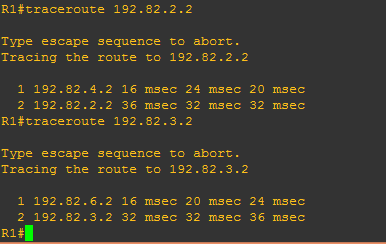 R1#traceroute 192.82.2.2
Type escape sequence to abort.
Tracing the route to 192.82.2.2
1 192.82.4.2 16 msec 24 msec 20 msec
2 192.82.2.2 36 msec 32 msec 32 msec
R1#traceroute 192.82.3.2
Type escape sequence to abort.
Tracing the route to 192.82.3.2
1 192.82.6.2 16 msec 20 msec 24 msec
2 192.82.3.2 32 msec 32 msec 36 msec
R1#